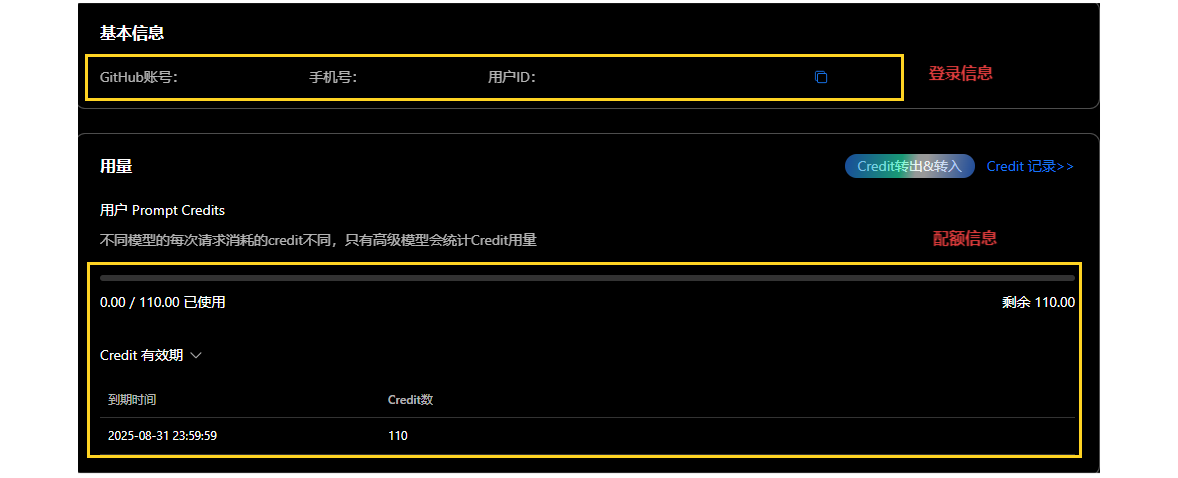 基本信息
GitHub账号： 手机号： 用户ID： 登录信息
用量 Credit转出&转入 Credit 记录>>
用户 Prompt Credits
不同模型的每次请求消耗的credit不同，只有高级模型会统计Credit用量 配额信息
0.00 / 110.00 已使用 剩余 110.00
Credit 有效期
到期时间 Credit数
2025-08-31 23:59:59 110